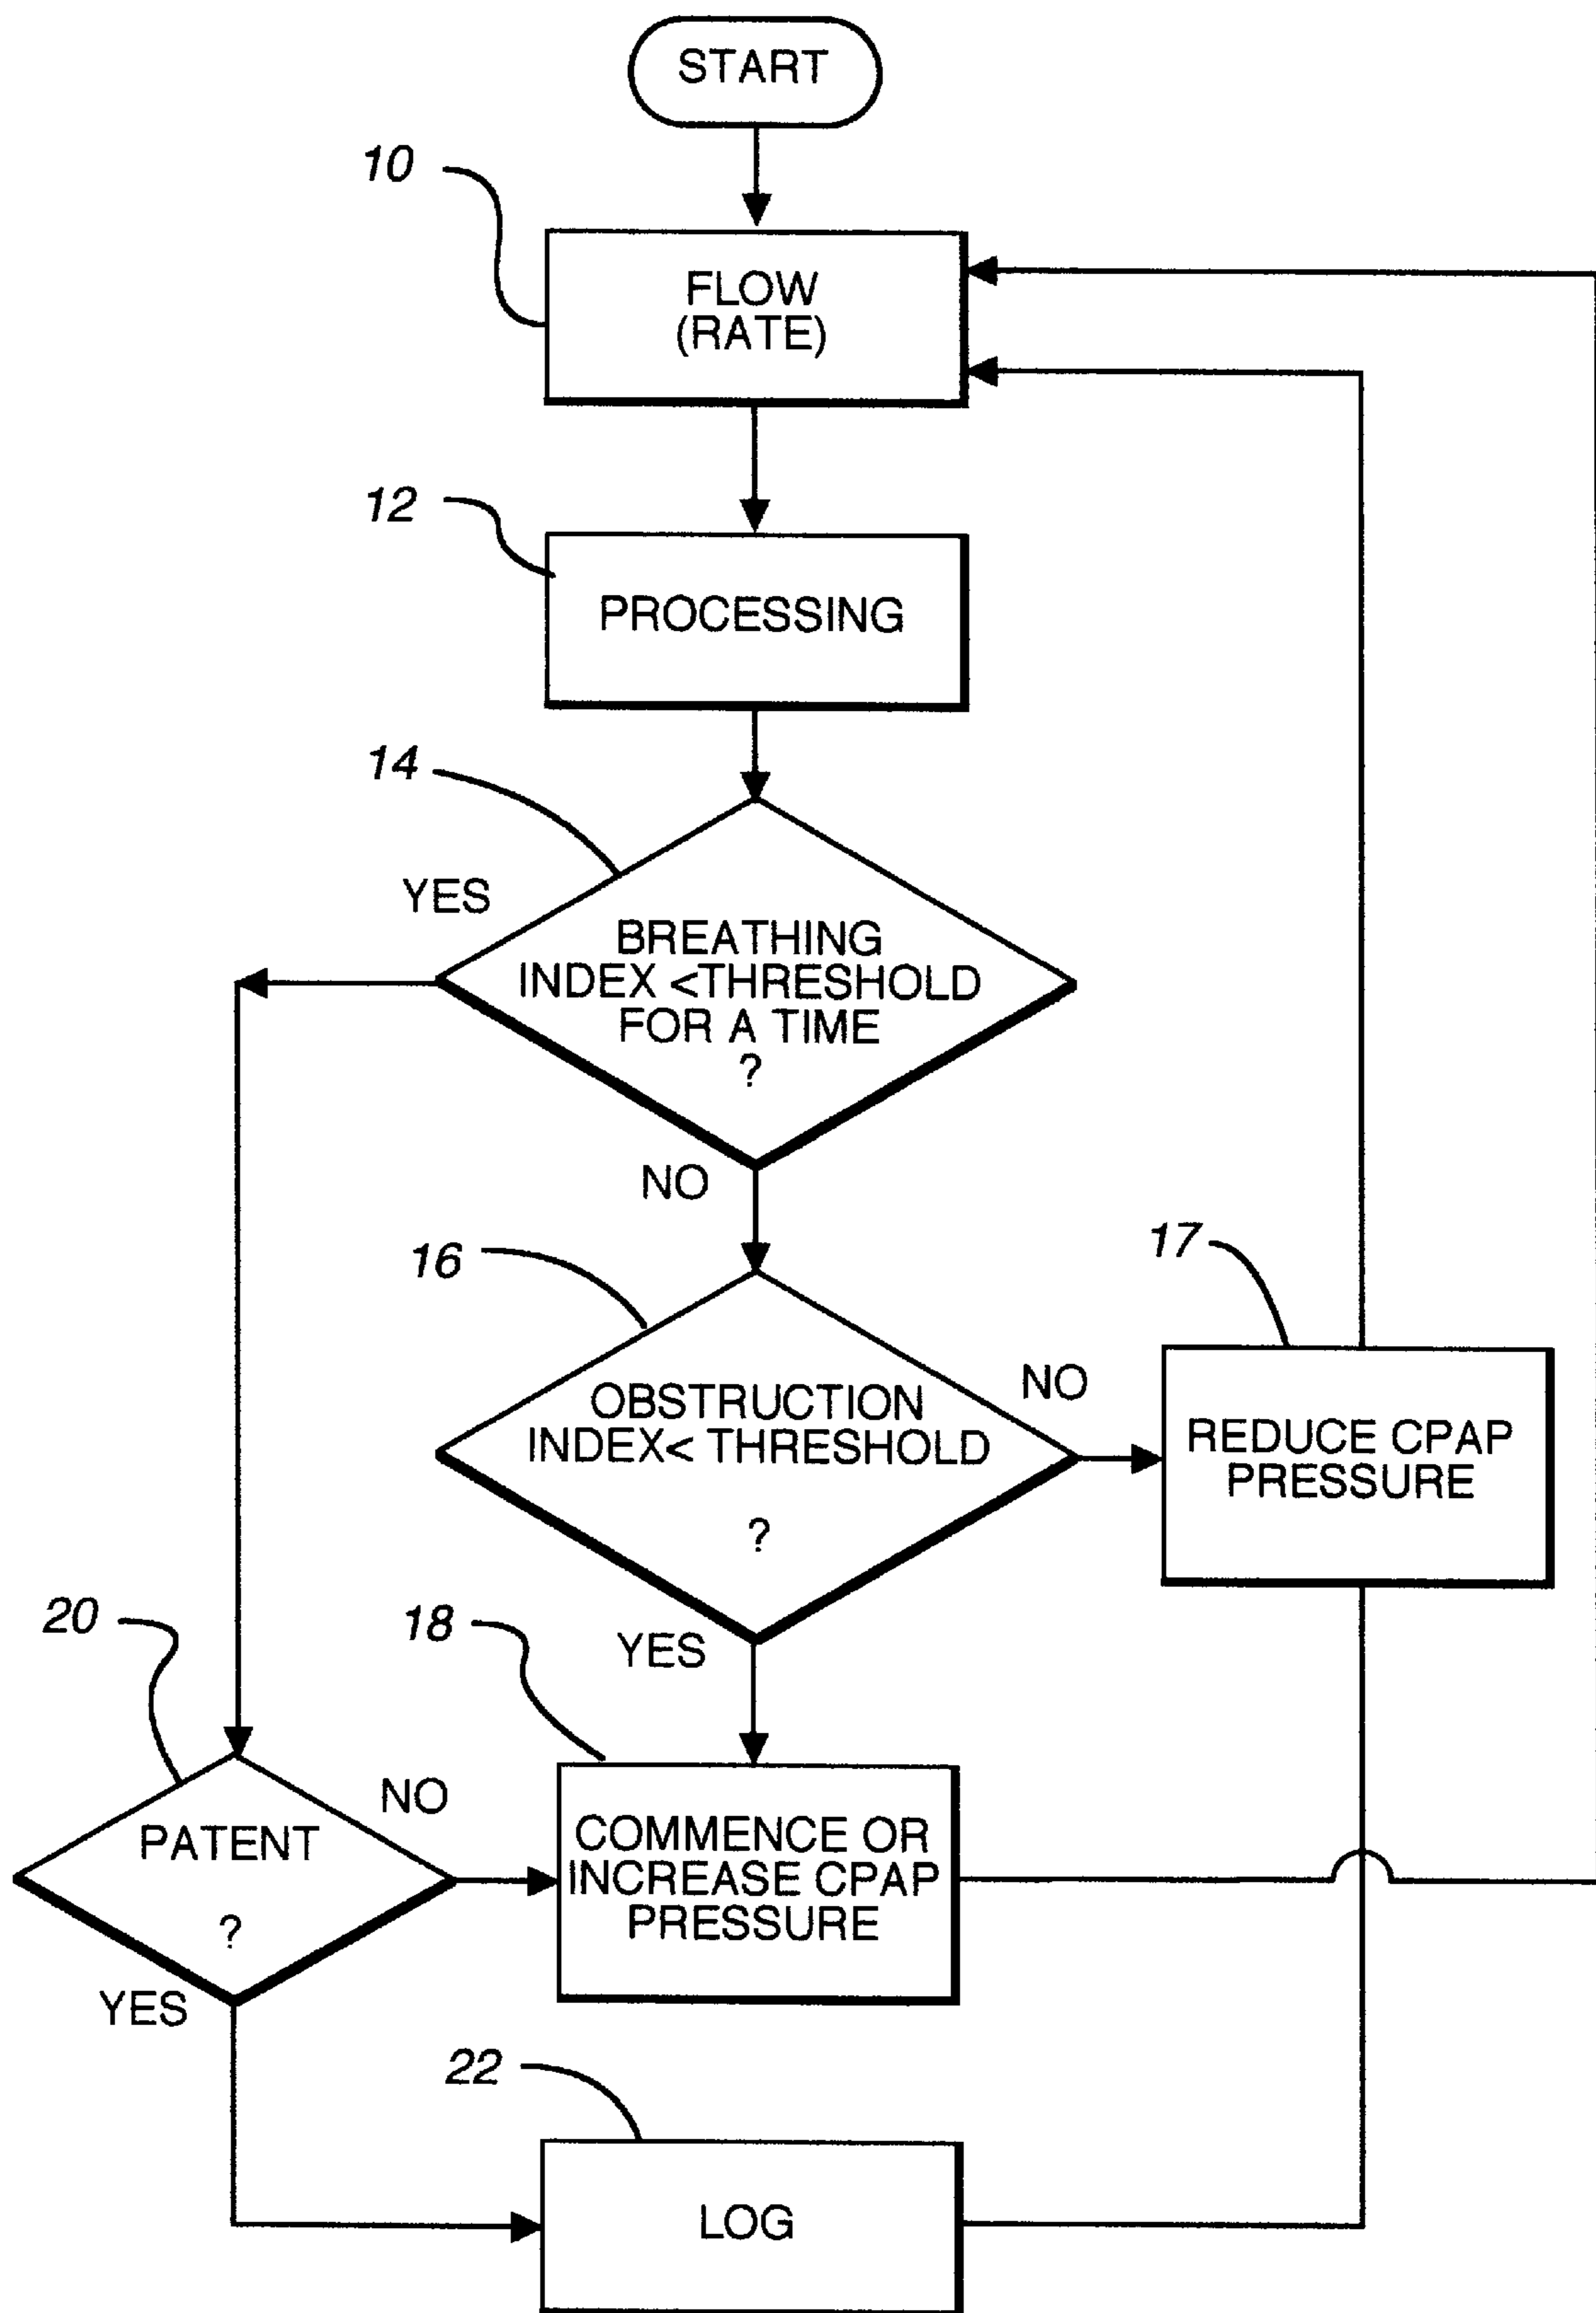 START
10
FLOW
(RATE)
12
PROCESSING
14
YES
BREATHING
INDEX <THRESHOLD
FOR A TIME
?
NO
16
17
OBSTRUCTION
INDEX< THRESHOLD
?
NO
REDUCE CPAP
PRESSURE
YES
20
18
PATENT
?
NO
COMMENCE OR
INCREASE CPAP
PRESSURE
YES
22
LOG